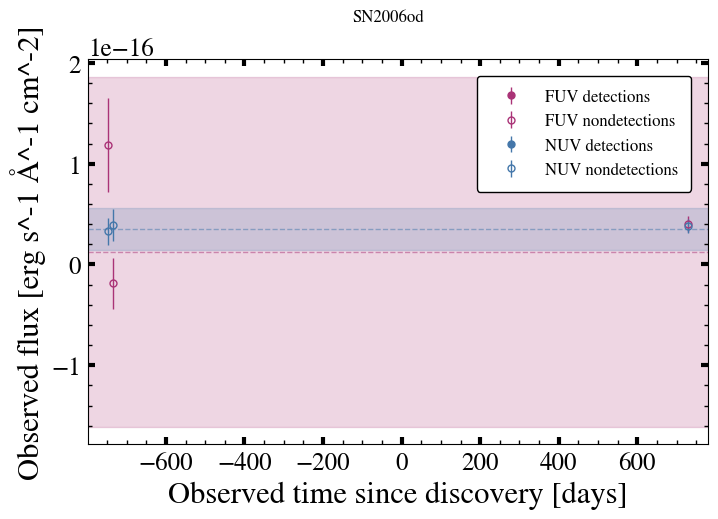 SN2006od
1e−16
2
1
0
−1
Observed flux [erg s^-1 Å^-1 cm^-2]
FUV detections
FUV nondetections
NUV detections
NUV nondetections
−600 −400 −200 0 200 400 600
Observed time since discovery [days]